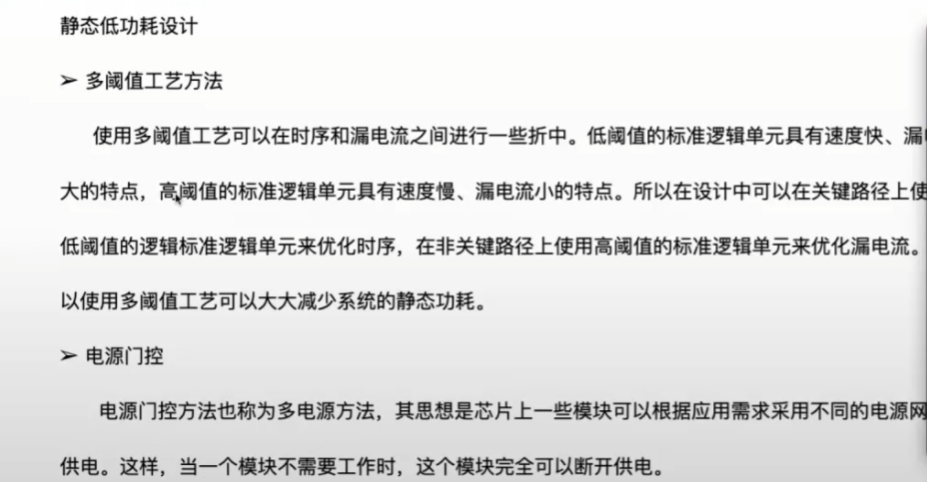 静态低功耗设计
➢ 多阈值工艺方法
使用多阈值工艺可以在时序和漏电流之间进行一些折中。低阈值的标准逻辑单元具有速度快、漏
大的特点，高阈值的标准逻辑单元具有速度慢、漏电流小的特点。所以在设计中可以在关键路径上使
低阈值的逻辑标准逻辑单元来优化时序，在非关键路径上使用高阈值的标准逻辑单元来优化漏电流。
以使用多阈值工艺可以大大减少系统的静态功耗。
➢ 电源门控
电源门控方法也称为多电源方法，其思想是芯片上一些模块可以根据应用需求采用不同的电源网
供电。这样，当一个模块不需要工作时，这个模块完全可以断开供电。